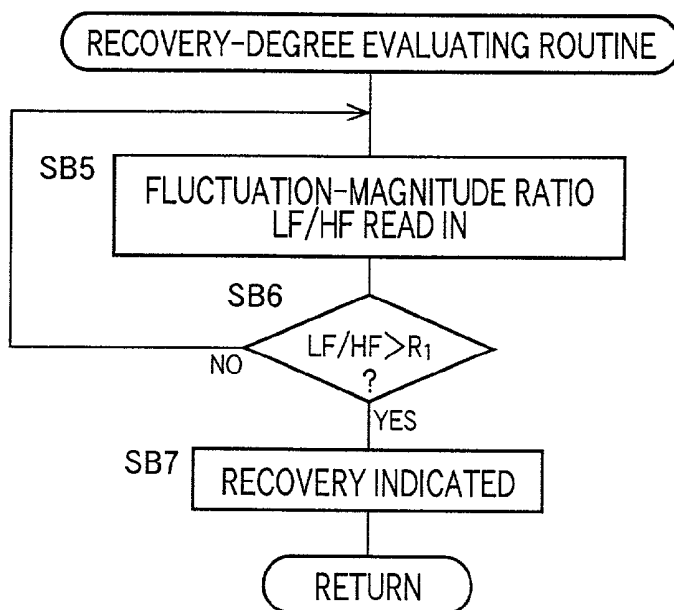 RECOVERY-DEGREE EVALUATING ROUTINE
SB5
FLUCTUATION-MAGNITUDE RATIO
LF/HF READ IN
SB6
LF/HF>R₁
?
NO
YES
SB7
RECOVERY INDICATED
RETURN